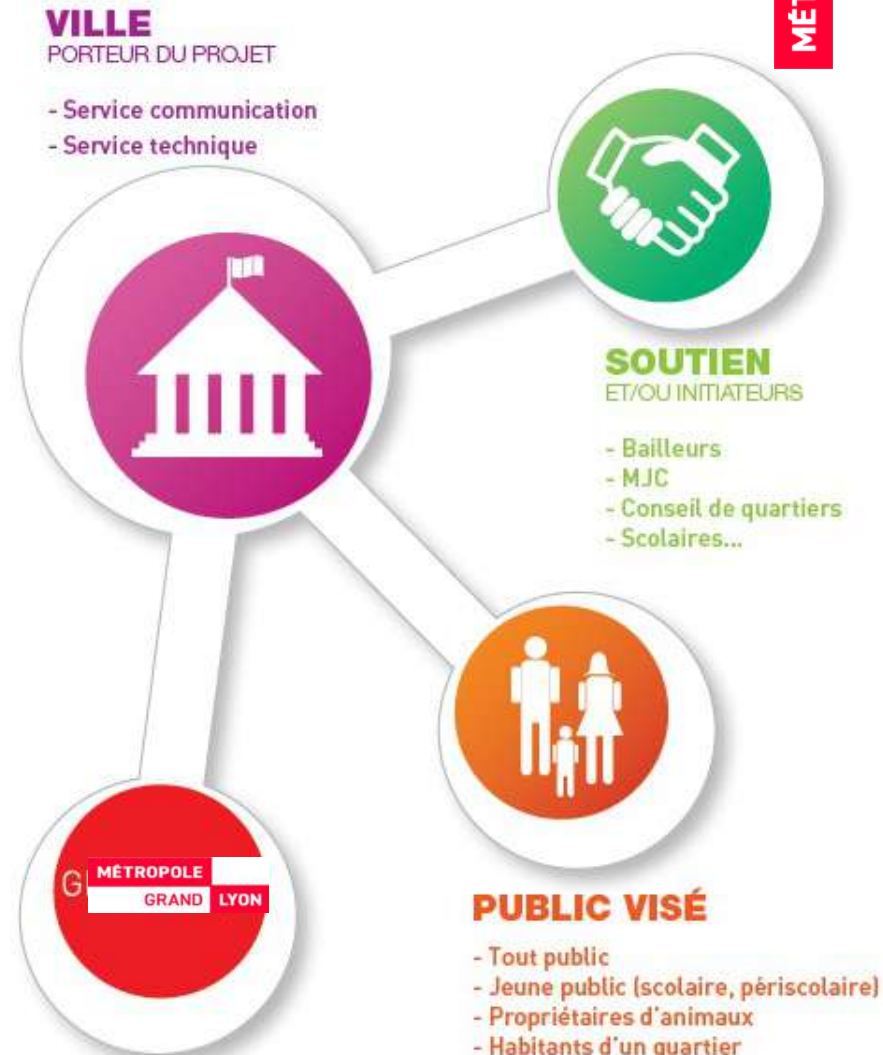 VILLE
PORTEUR DU PROJET
- Service communication
- Service technique
MÉT
SOUTIEN
ET/OU INITIATEURS
- Bailleurs
- MJC
- Conseil de quartiers
- Scolaires...
G
MÉTROPOLE
GRAND LYON
PUBLIC VISÉ
- Tout public
- Jeune public (scolaire, périscolaire)
- Propriétaires d'animaux
- Habitants d'un quartier